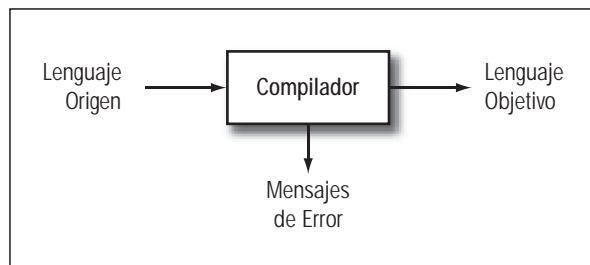 Lenguaje
Origen
Compilador
Lenguaje
Objetivo
Mensajes
de Error